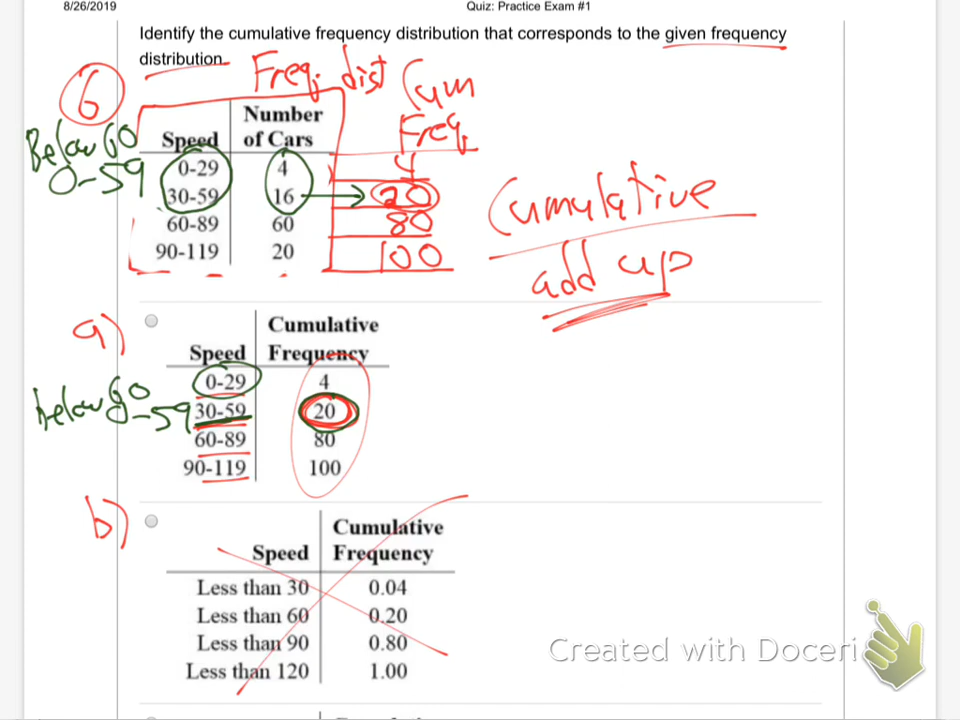 8/26/2019 Quiz: Practice Exam #1
Identify the cumulative frequency distribution that corresponds to the given frequency
distribution.
6
Freq. dist Cum
Freq.
Below 60
0-59
Speed Number of Cars
0-29 4 4
30-59 16 20
60-89 60 80
90-119 20 100
Cumulative
add up
a)
Speed Cumulative Frequency
0-29 4
30-59 20
60-89 80
90-119 100
below 60
0-59
b)
Speed Cumulative Frequency
Less than 30 0.04
Less than 60 0.20
Less than 90 0.80
Less than 120 1.00
Created with Doceri